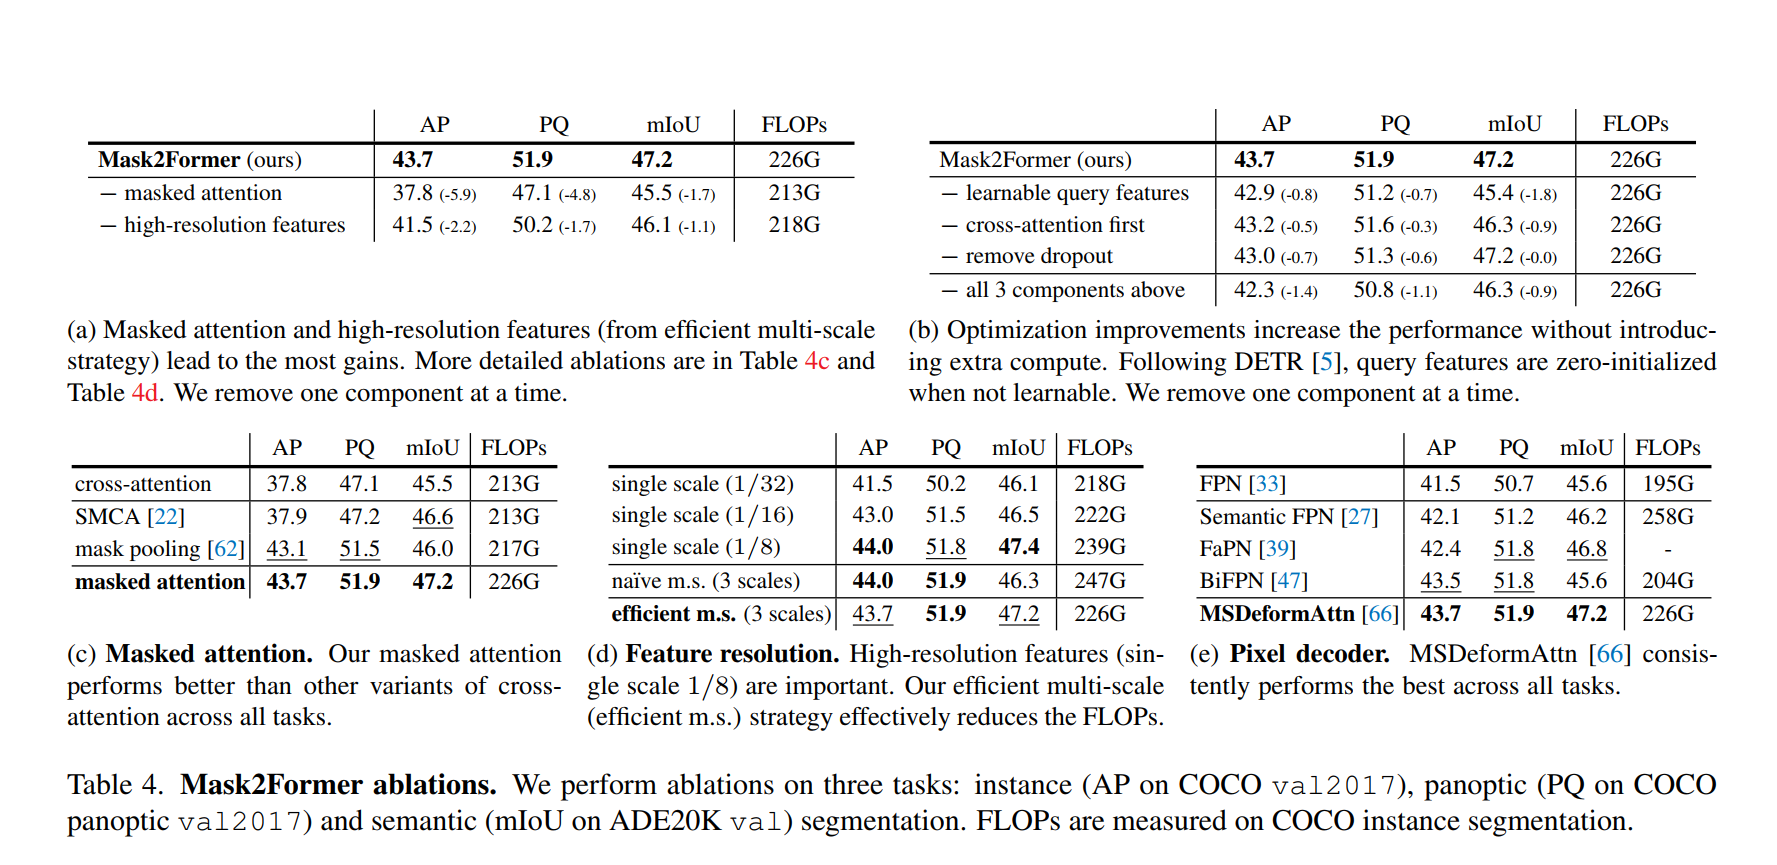 AP PQ mIoU FLOPs
Mask2Former (ours) 43.7 51.9 47.2 226G
− masked attention 37.8 (-5.9) 47.1 (-4.8) 45.5 (-1.7) 213G
− high-resolution features 41.5 (-2.2) 50.2 (-1.7) 46.1 (-1.1) 218G
(a) Masked attention and high-resolution features (from efficient multi-scale
strategy) lead to the most gains. More detailed ablations are in Table 4c and
Table 4d. We remove one component at a time.
AP PQ mIoU FLOPs
Mask2Former (ours) 43.7 51.9 47.2 226G
− learnable query features 42.9 (-0.8) 51.2 (-0.7) 45.4 (-1.8) 226G
− cross-attention first 43.2 (-0.5) 51.6 (-0.3) 46.3 (-0.9) 226G
− remove dropout 43.0 (-0.7) 51.3 (-0.6) 47.2 (-0.0) 226G
− all 3 components above 42.3 (-1.4) 50.8 (-1.1) 46.3 (-0.9) 226G
(b) Optimization improvements increase the performance without introduc-
ing extra compute. Following DETR [5], query features are zero-initialized
when not learnable. We remove one component at a time.
AP PQ mIoU FLOPs
cross-attention 37.8 47.1 45.5 213G
SMCA [22] 37.9 47.2 46.6 213G
mask pooling [62] 43.1 51.5 46.0 217G
masked attention 43.7 51.9 47.2 226G
(c) Masked attention. Our masked attention
performs better than other variants of cross-
attention across all tasks.
AP PQ mIoU FLOPs
single scale (1/32) 41.5 50.2 46.1 218G
single scale (1/16) 43.0 51.5 46.5 222G
single scale (1/8) 44.0 51.8 47.4 239G
naïve m.s. (3 scales) 44.0 51.9 46.3 247G
efficient m.s. (3 scales) 43.7 51.9 47.2 226G
(d) Feature resolution. High-resolution features (sin-
gle scale 1/8) are important. Our efficient multi-scale
(efficient m.s.) strategy effectively reduces the FLOPs.
AP PQ mIoU FLOPs
FPN [33] 41.5 50.7 45.6 195G
Semantic FPN [27] 42.1 51.2 46.2 258G
FaPN [39] 42.4 51.8 46.8 -
BiFPN [47] 43.5 51.8 45.6 204G
MSDeformAttn [66] 43.7 51.9 47.2 226G
(e) Pixel decoder. MSDeformAttn [66] consis-
tently performs the best across all tasks.
Table 4. Mask2Former ablations. We perform ablations on three tasks: instance (AP on COCO val2017), panoptic (PQ on COCO
panoptic val2017) and semantic (mIoU on ADE20K val) segmentation. FLOPs are measured on COCO instance segmentation.